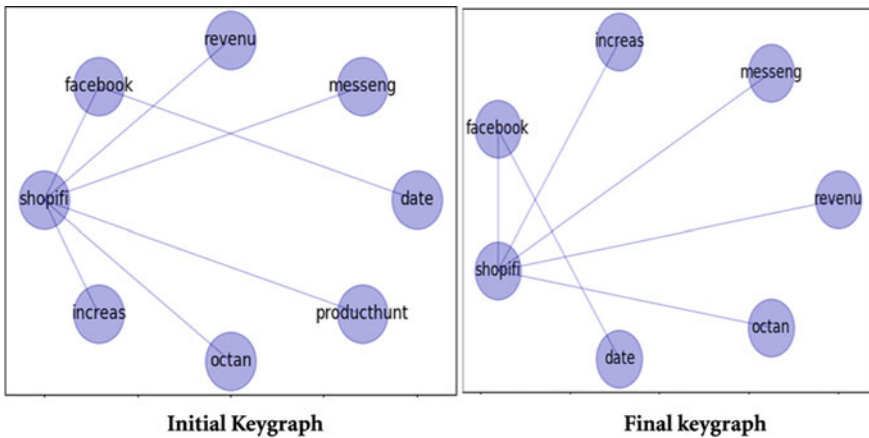 revenu
facebook
messeng
shopifi
date
increas
producthunt
octan
Initial Keygraph
increas
messeng
facebook
revenu
shopifi
octan
date
Final keygraph